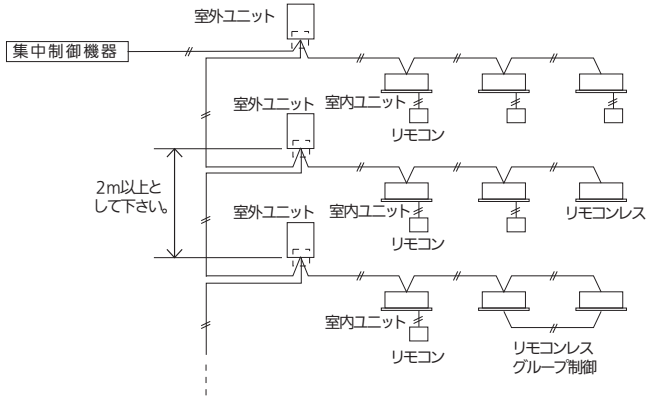 室外ユニット
集中制御機器
室外ユニット
室内ユニット
リモコン
2m以上と
して下さい。
室外ユニット
室内ユニット
リモコンレス
リモコン
室内ユニット
リモコン
リモコンレス
グループ制御